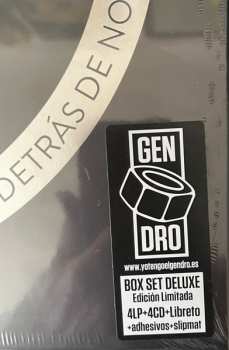 DETRÁS DE NO
GEN
DRO
www.yotengoelgendro.es
BOX SET DELUXE
Edición Limitada
4LP+4CD+Libreto
+adhesivos+slipmat